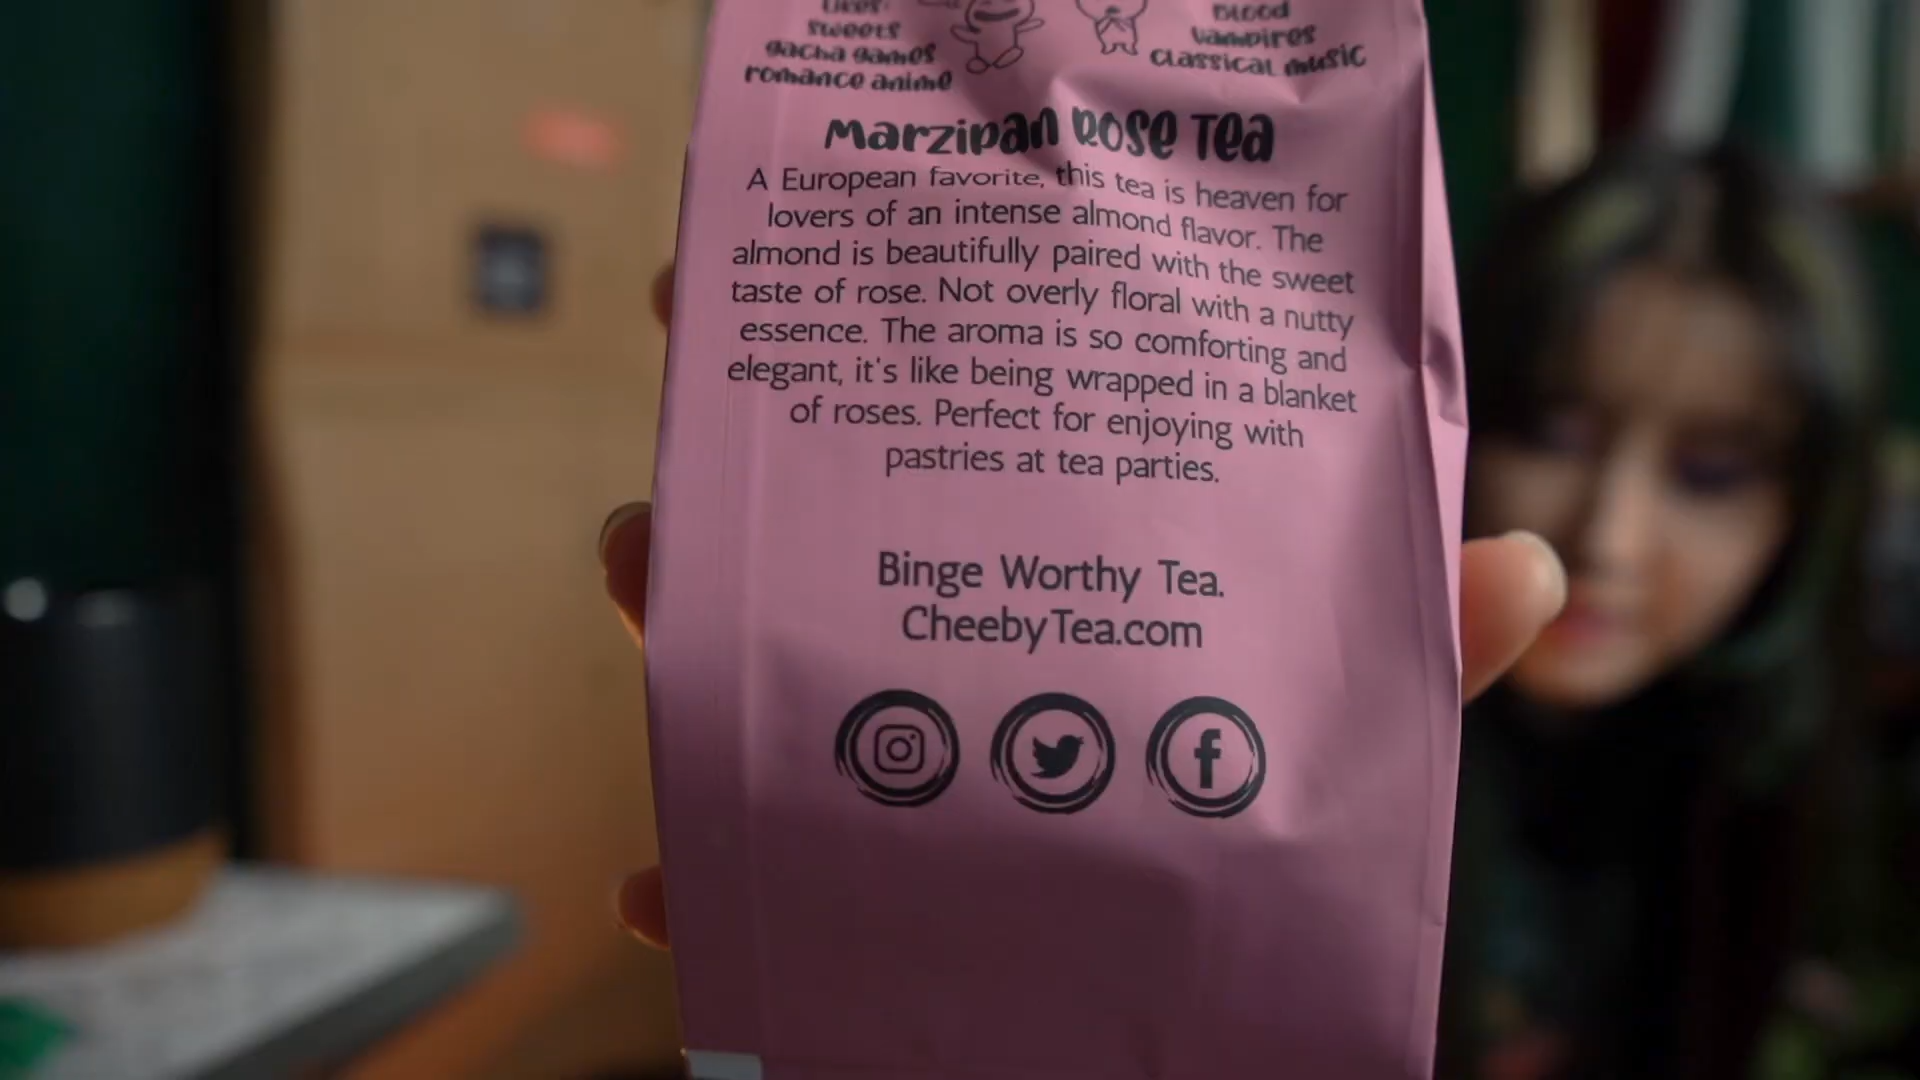 Likes:
sweets
gacha games
romance anime
Blood
vampires
classical music
Marzipan Rose Tea
A European favorite, this tea is heaven for
lovers of an intense almond flavor. The
almond is beautifully paired with the sweet
taste of rose. Not overly floral with a nutty
essence. The aroma is so comforting and
elegant, it's like being wrapped in a blanket
of roses. Perfect for enjoying with
pastries at tea parties.
Binge Worthy Tea.
CheebyTea.com